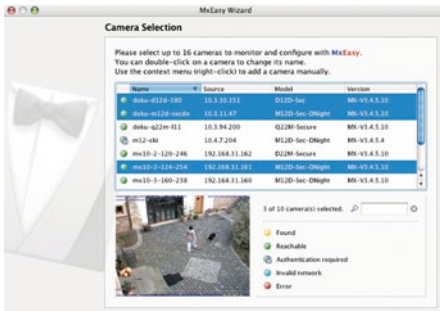 MxEasy Wizard
Camera Selection
Please select up to 16 cameras to monitor and configure with MxEasy.
You can double-click on a camera to change its name.
Use the context menu (right-click) to add a camera manually.
Name Source Model Version
doku-d12d-180 10.3.30.151 D12D-Sec MX-V3.4.5.10
doku-m12d-oscdn 10.3.11.47 M12D-Sec-DNight MX-V3.4.5.10
doku-q22m-f11 10.3.94.200 Q22M-Secure MX-V3.4.5.10
m12-cki 10.4.7.204 M12D-Sec-DNight MX-V3.4.5.4
mx10-2-120-246 192.168.31.162 D22M-Secure MX-V3.4.5.10
mx10-3-124-254 192.168.31.161 M12D-Sec-DNight MX-V3.4.5.10
mx10-3-160-238 192.168.31.160 M12D-Sec-DNight MX-V3.4.5.10
3 of 10 camera(s) selected.
Found
Reachable
Authentication required
Invalid network
Error